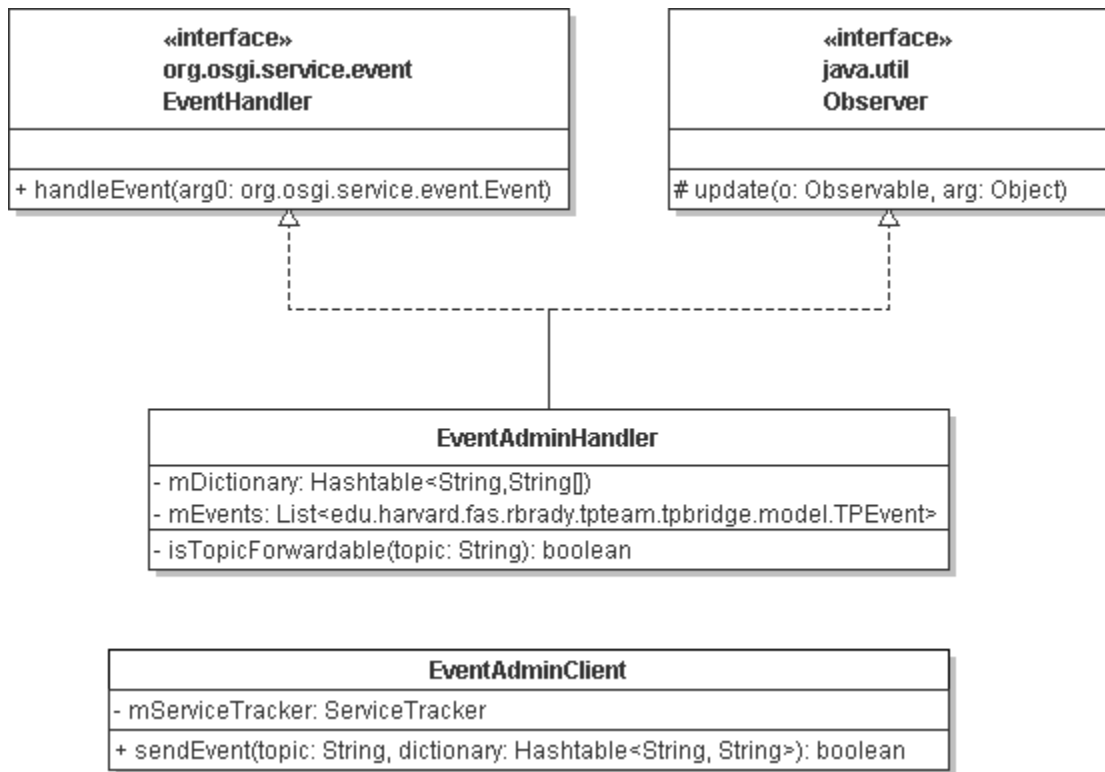 «interface»
org.osgi.service.event
EventHandler
+ handleEvent(arg0: org.osgi.service.event.Event)
«interface»
java.util
Observer
# update(o: Observable, arg: Object)
EventAdminHandler
- mDictionary: Hashtable<String,String[])
- mEvents: List<edu.harvard.fas.rbrady.tpteam.tpbridge.model.TPEvent>
- isTopicForwardable(topic: String): boolean
EventAdminClient
- mServiceTracker: ServiceTracker
+ sendEvent(topic: String, dictionary: Hashtable<String, String>): boolean